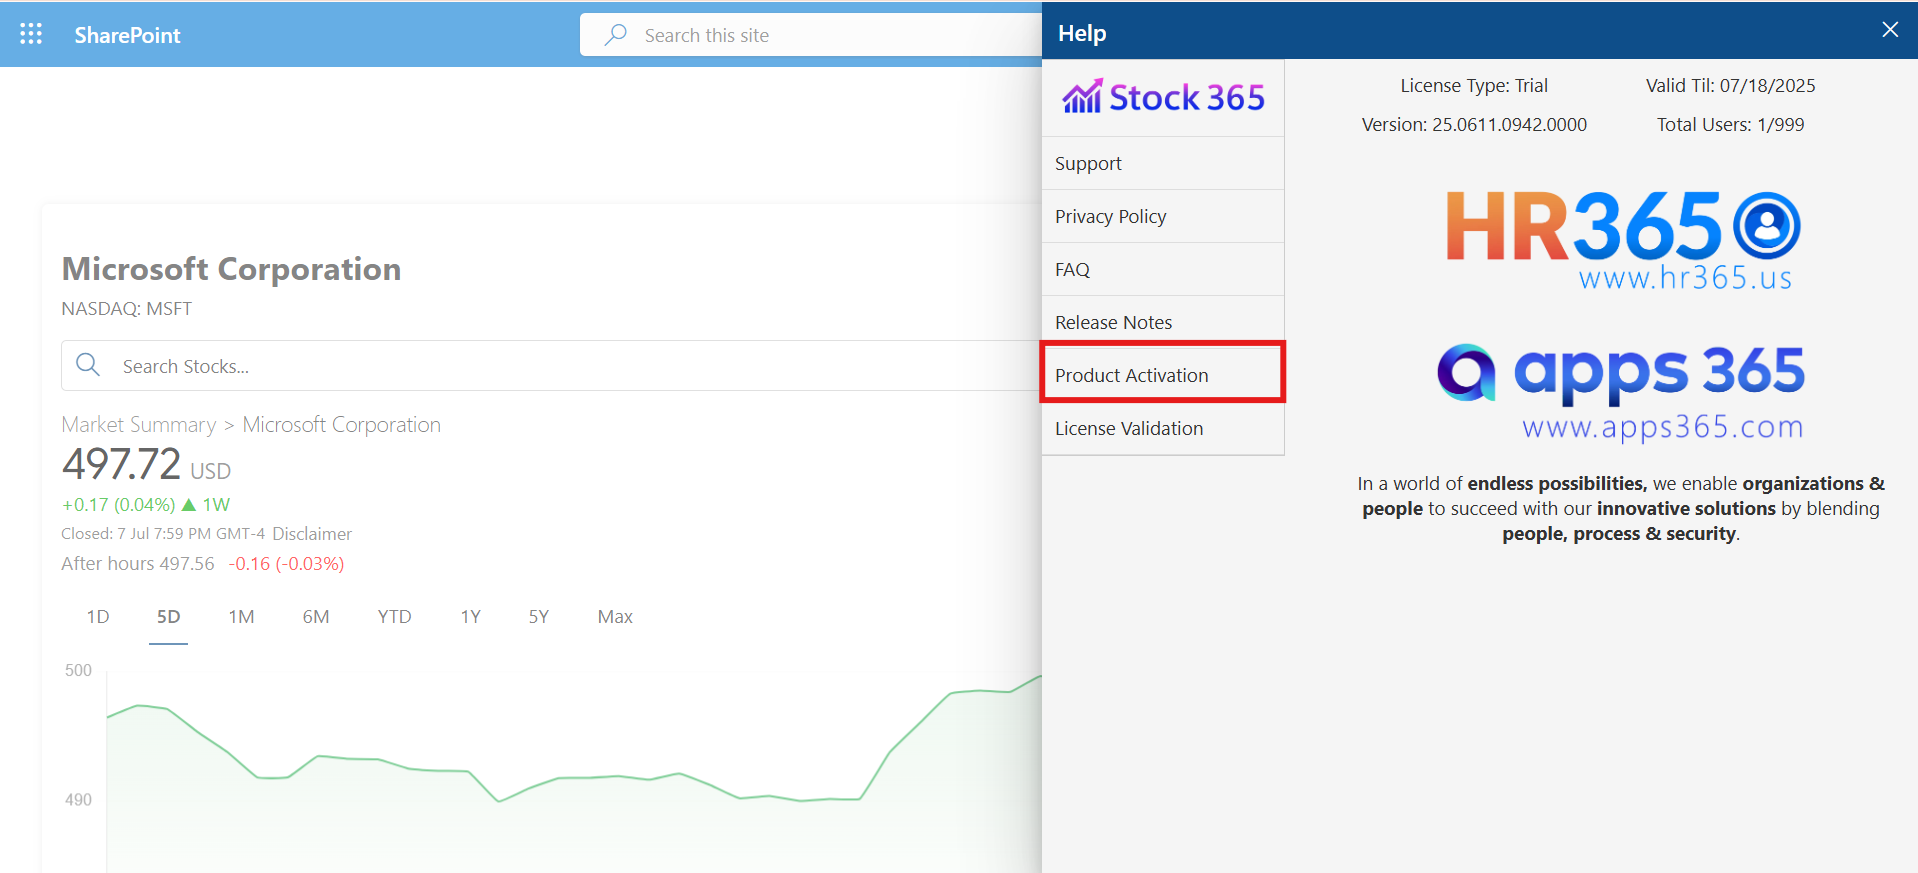 SharePoint
Search this site
Microsoft Corporation
NASDAQ: MSFT
Search Stocks...
Market Summary > Microsoft Corporation
497.72 USD
+0.17 (0.04%) ▲ 1W
Closed: 7 Jul 7:59 PM GMT-4 Disclaimer
After hours 497.56 -0.16 (-0.03%)
1D 5D 1M 6M YTD 1Y 5Y Max
500
490
Help
Stock 365
Support
Privacy Policy
FAQ
Release Notes
Product Activation
License Validation
License Type: Trial Valid Til: 07/18/2025
Version: 25.0611.0942.0000 Total Users: 1/999
HR365
www.hr365.us
apps 365
www.apps365.com
In a world of endless possibilities, we enable organizations &
people to succeed with our innovative solutions by blending
people, process & security.